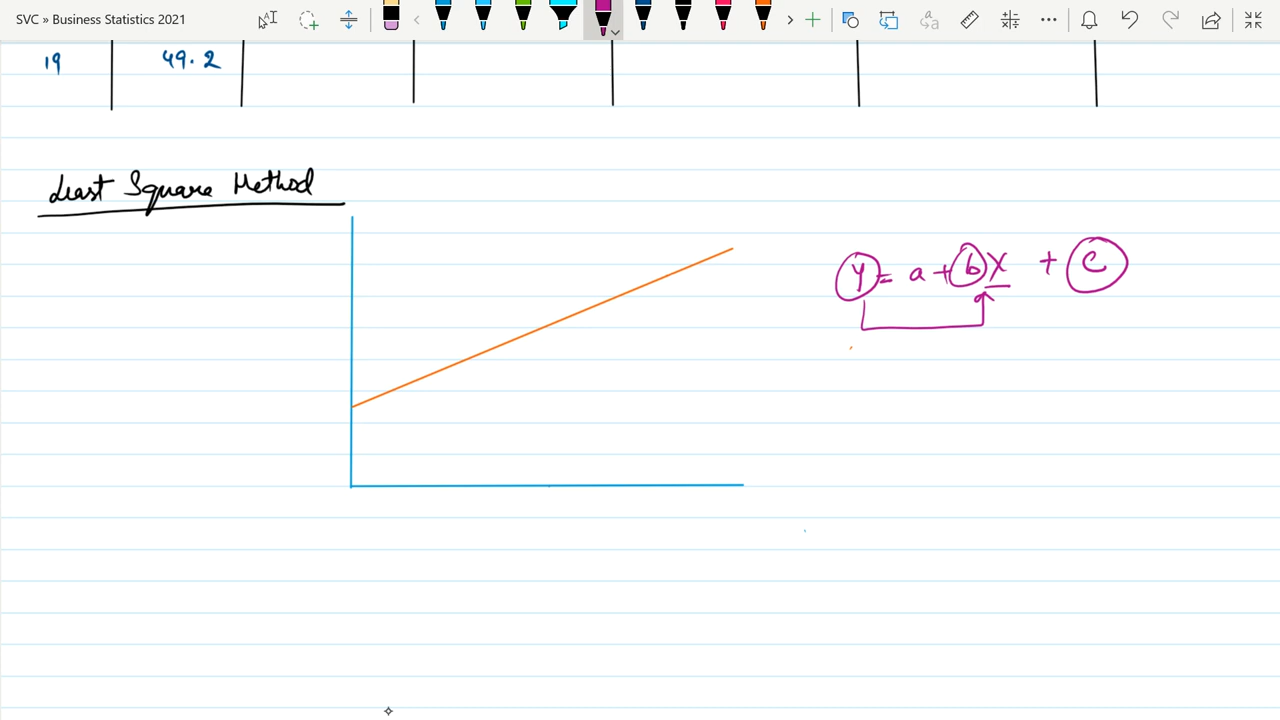 SVC » Business Statistics 2021
19 49.2
Least Square Method
y = a + bx + e